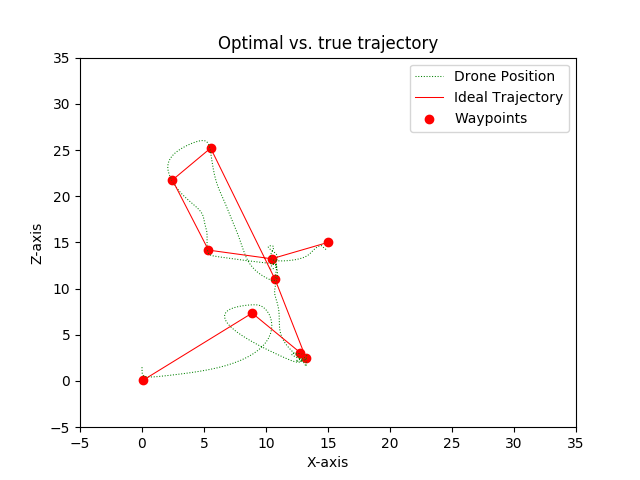 Optimal vs. true trajectory
Drone Position
Ideal Trajectory
Waypoints
35
30
25
20
15
10
5
0
−5
Z-axis
−5 0 5 10 15 20 25 30 35
X-axis